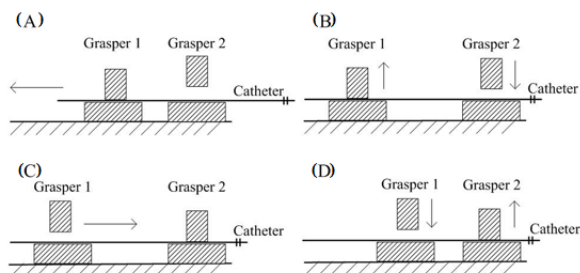 (A)
Grasper 1 Grasper 2
Catheter
(B)
Grasper 1 Grasper 2
Catheter
(C)
Grasper 1 Grasper 2
Catheter
(D)
Grasper 1 Grasper 2
Catheter